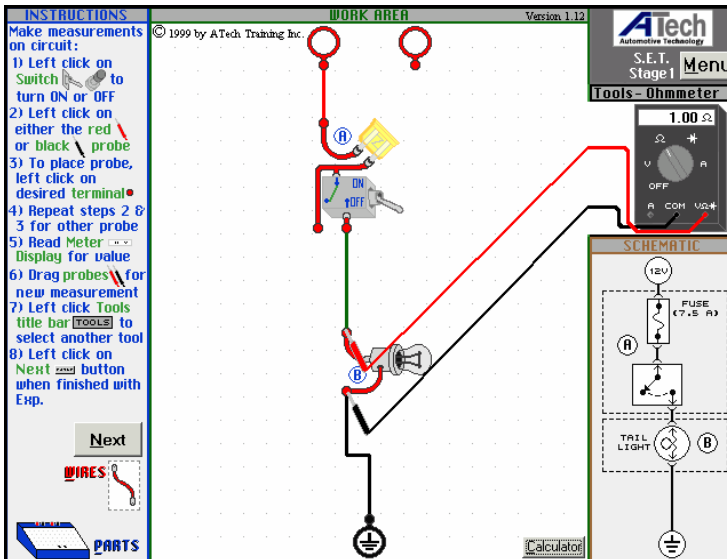 INSTRUCTIONS
Make measurements
on circuit:
1) Left click on
Switch to
turn ON or OFF
2) Left click on
either the red
or black probe
3) To place probe,
left click on
desired terminal
4) Repeat steps 2 &
3 for other probe
5) Read Meter
Display for value
6) Drag probes for
new measurement
7) Left click Tools
title bar TOOLS to
select another tool
8) Left click on
Next button
when finished with
Exp.
Next
WIRES
PARTS
WORK AREA
Version 1.12
© 1999 by ATech Training Inc.
A
ON
OFF
B
Calculator
ATech
Automotive Technology
S.E.T.
Stage1
Menu
Tools - Ohmmeter
1.00 Ω
Ω
V A
OFF
A COM VΩ
SCHEMATIC
12V
FUSE
(7.5 A)
A
TAIL
LIGHT
B